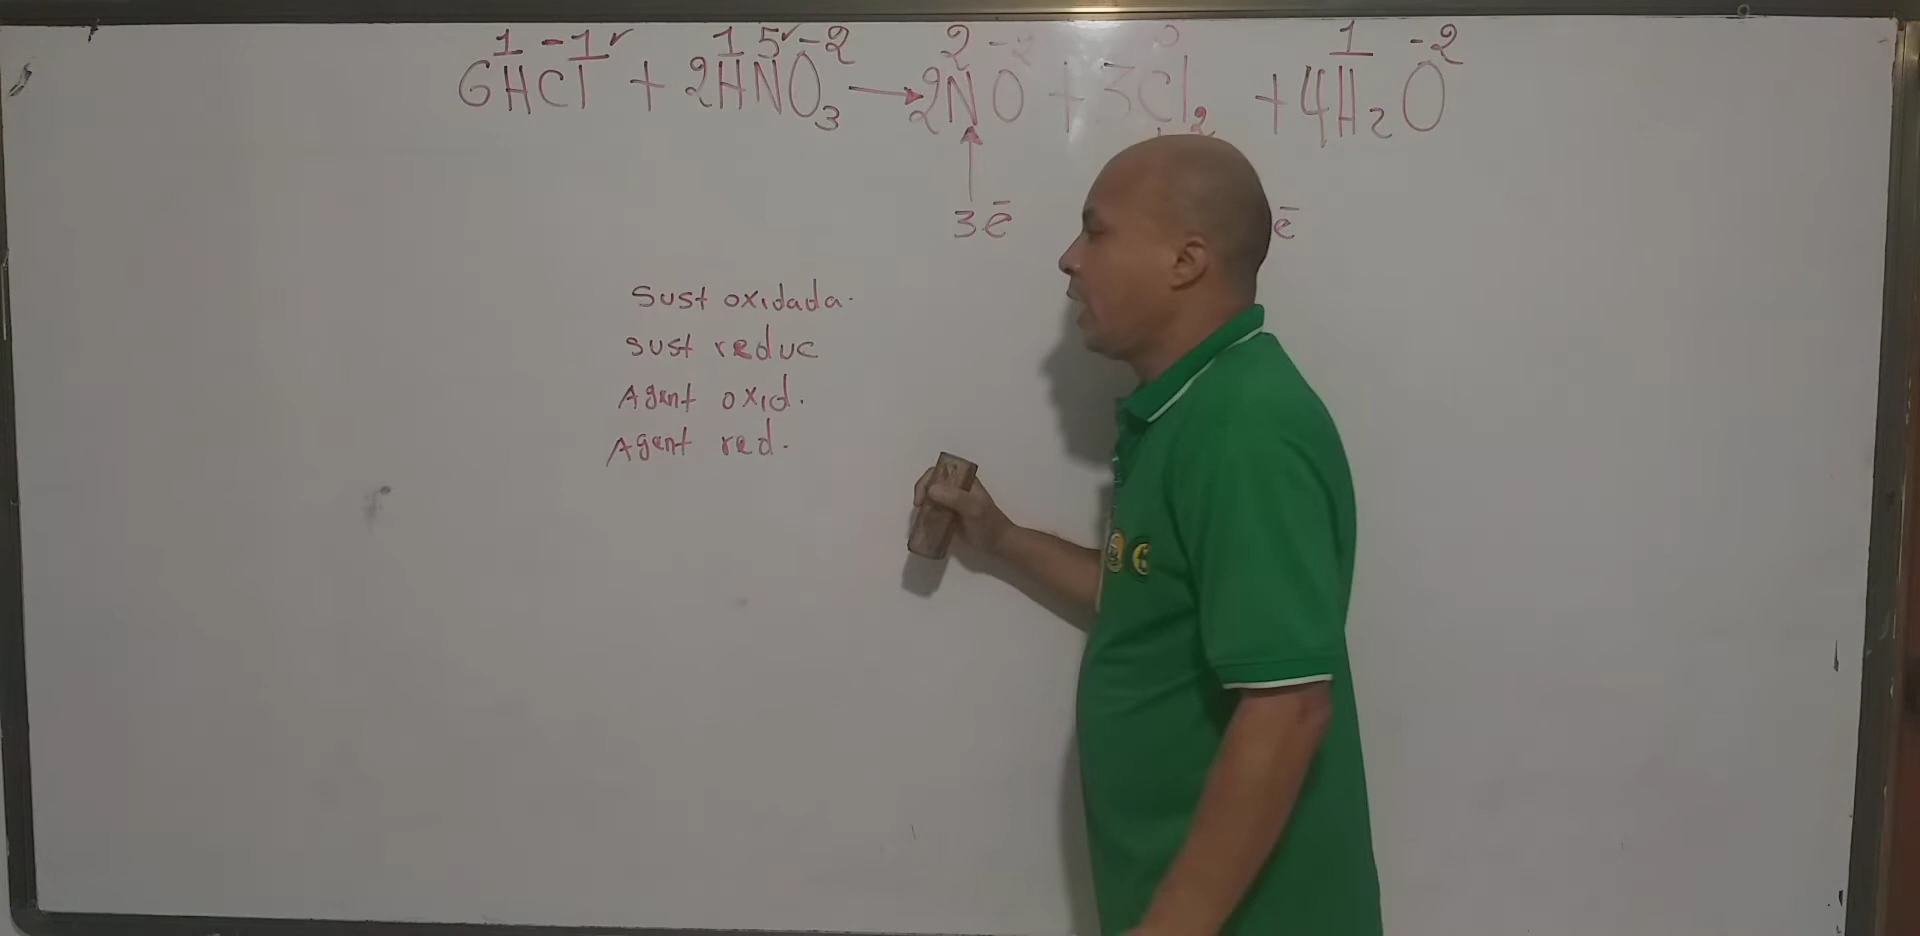 1 -1 1 5 -2 2 -2 0 1 -2
6HCl + 2HNO3 → 2NO + 3Cl2 + 4H2O
3ē ē
Sust oxidada.
sust reduc
Agent oxid.
Agent red.